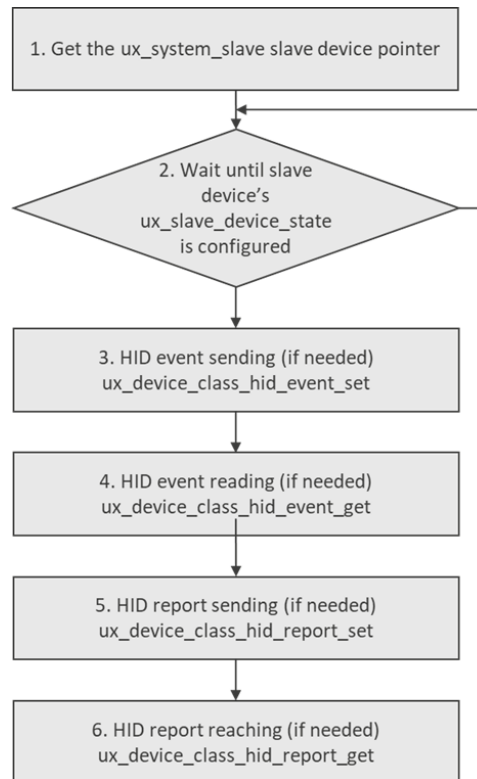 1. Get the ux_system_slave slave device pointer
2. Wait until slave
device's
ux_slave_device_state
is configured
3. HID event sending (if needed)
ux_device_class_hid_event_set
4. HID event reading (if needed)
ux_device_class_hid_event_get
5. HID report sending (if needed)
ux_device_class_hid_report_set
6. HID report reaching (if needed)
ux_device_class_hid_report_get